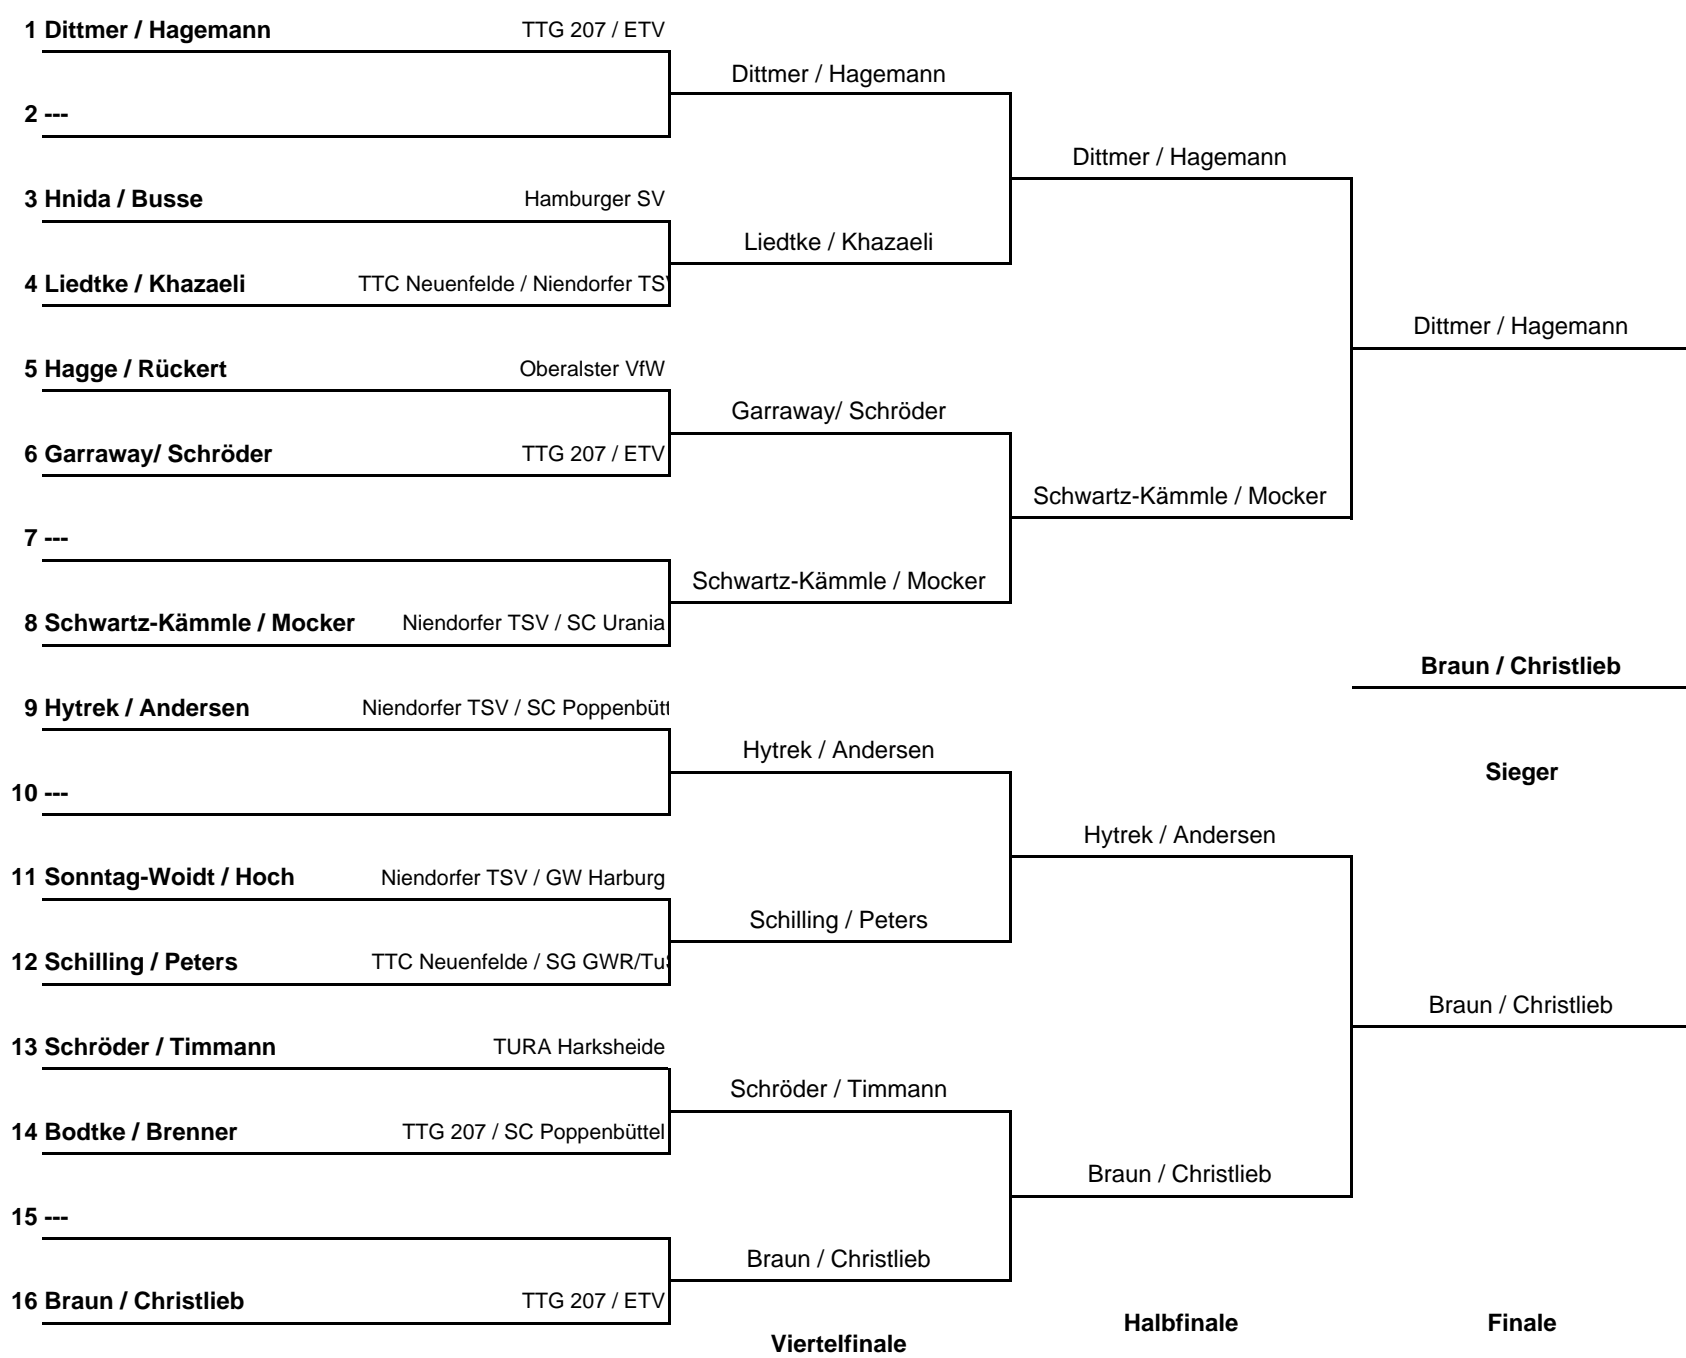 1 Dittmer / Hagemann TTG 207 / ETV
Dittmer / Hagemann
2 ---
Dittmer / Hagemann
3 Hnida / Busse Hamburger SV
Liedtke / Khazaeli
4 Liedtke / Khazaeli TTC Neuenfelde / Niendorfer TSV
Dittmer / Hagemann
5 Hagge / Rückert Oberalster VfW
Garraway/ Schröder
6 Garraway/ Schröder TTG 207 / ETV
Schwartz-Kämmle / Mocker
7 ---
Schwartz-Kämmle / Mocker
8 Schwartz-Kämmle / Mocker Niendorfer TSV / SC Urania
Braun / Christlieb
9 Hytrek / Andersen Niendorfer TSV / SC Poppenbütt
Hytrek / Andersen
Sieger
10 ---
Hytrek / Andersen
11 Sonntag-Woidt / Hoch Niendorfer TSV / GW Harburg
Schilling / Peters
12 Schilling / Peters TTC Neuenfelde / SG GWR/TuS
Braun / Christlieb
13 Schröder / Timmann TURA Harksheide
Schröder / Timmann
14 Bodtke / Brenner TTG 207 / SC Poppenbüttel
Braun / Christlieb
15 ---
Braun / Christlieb
16 Braun / Christlieb TTG 207 / ETV
Halbfinale Finale
Viertelfinale